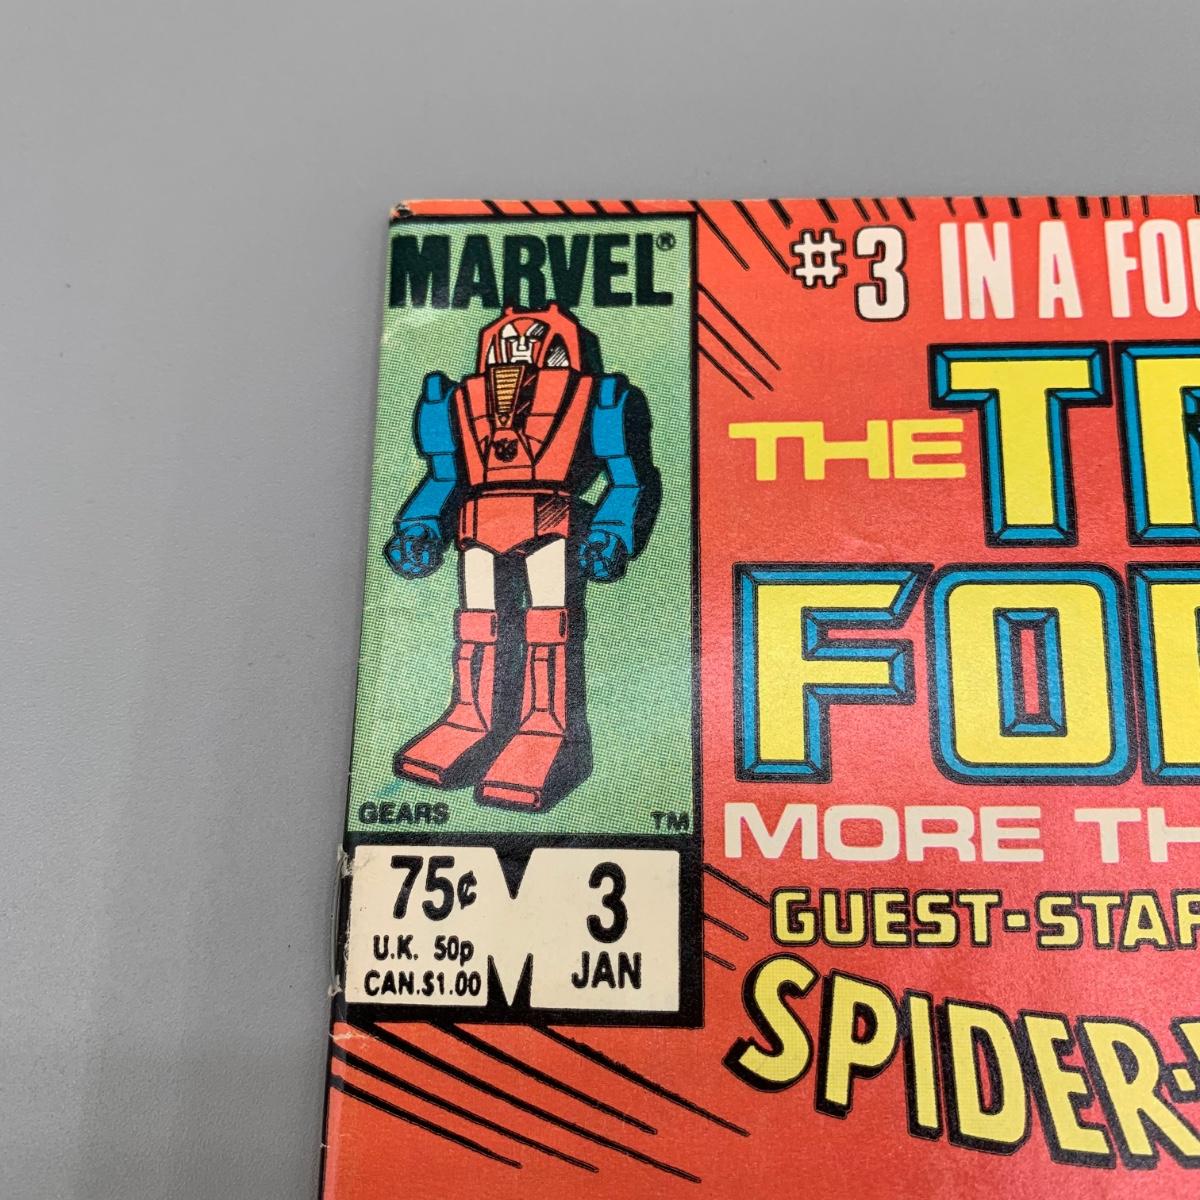 MARVEL®
#3 IN A FO
THE TR
FO
MORE TH
GEARS TM
GUEST-STAR
SPIDER-
75¢
U.K. 50p
CAN.$1.00
3
JAN